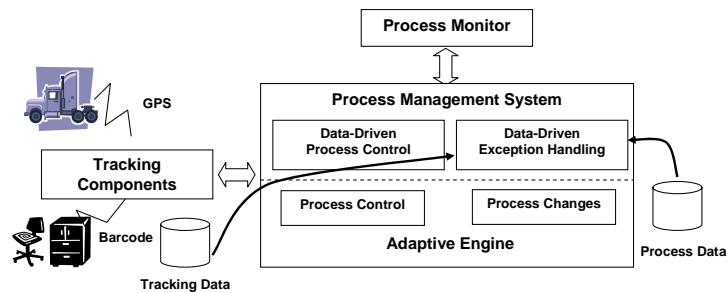 Process Monitor
GPS
Process Management System
Data-Driven
Process Control
Data-Driven
Exception Handling
Tracking
Components
Process Control
Process Changes
Barcode
Adaptive Engine
Process Data
Tracking Data